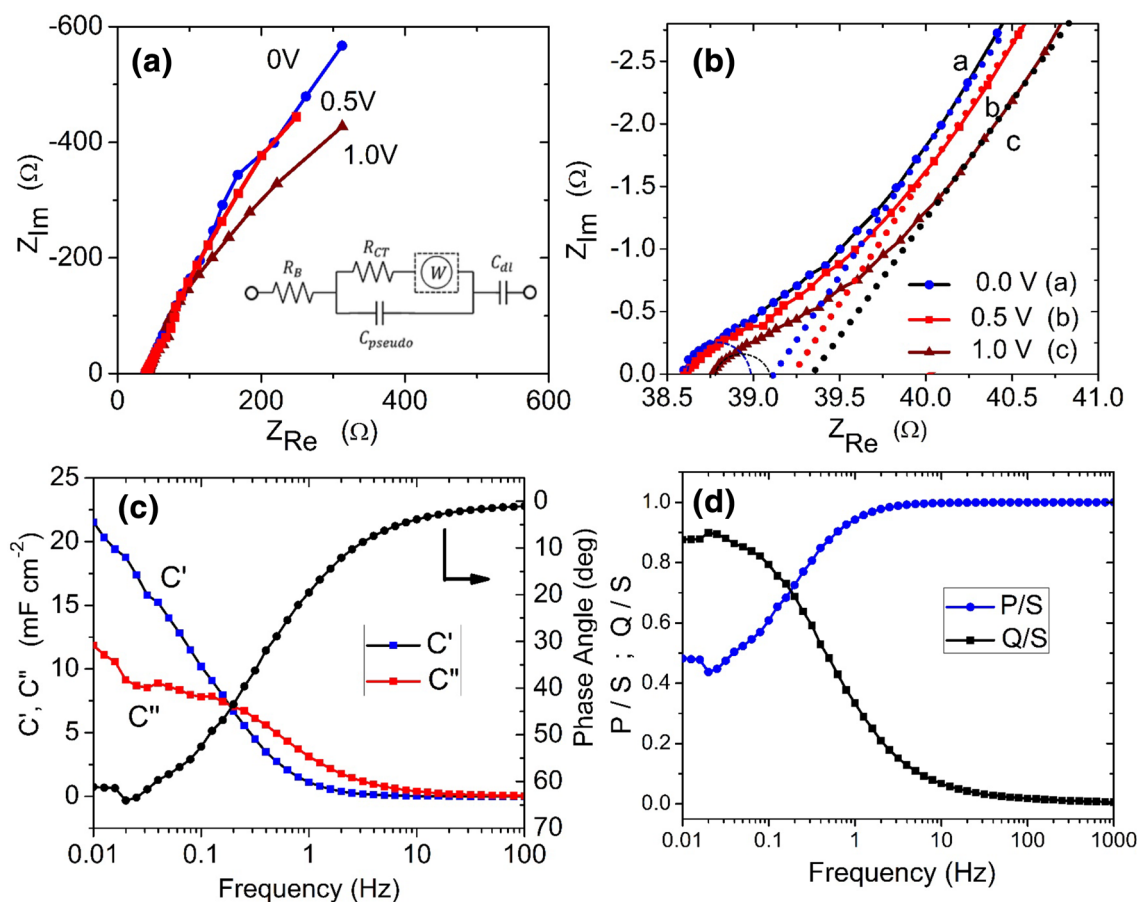 (a)
-600
-400
-200
0
0 200 400 600
Z_Im (Ω)
Z_Re (Ω)
0V
0.5V
1.0V
R_B
R_CT
W
C_pseudo
C_dl
(b)
-2.5
-2.0
-1.5
-1.0
-0.5
0.0
38.5 39.0 39.5 40.0 40.5 41.0
Z_Im (Ω)
Z_Re (Ω)
a
b
c
0.0 V (a)
0.5 V (b)
1.0 V (c)
(c)
25
20
15
10
5
0
0.01 0.1 1 10 100
C', C" (mF cm⁻²)
Frequency (Hz)
0
10
20
30
40
50
60
70
Phase Angle (deg)
C'
C"
C'
C"
(d)
1.0
0.8
0.6
0.4
0.2
0.0
0.01 0.1 1 10 100 1000
P / S ; Q / S
Frequency (Hz)
P/S
Q/S